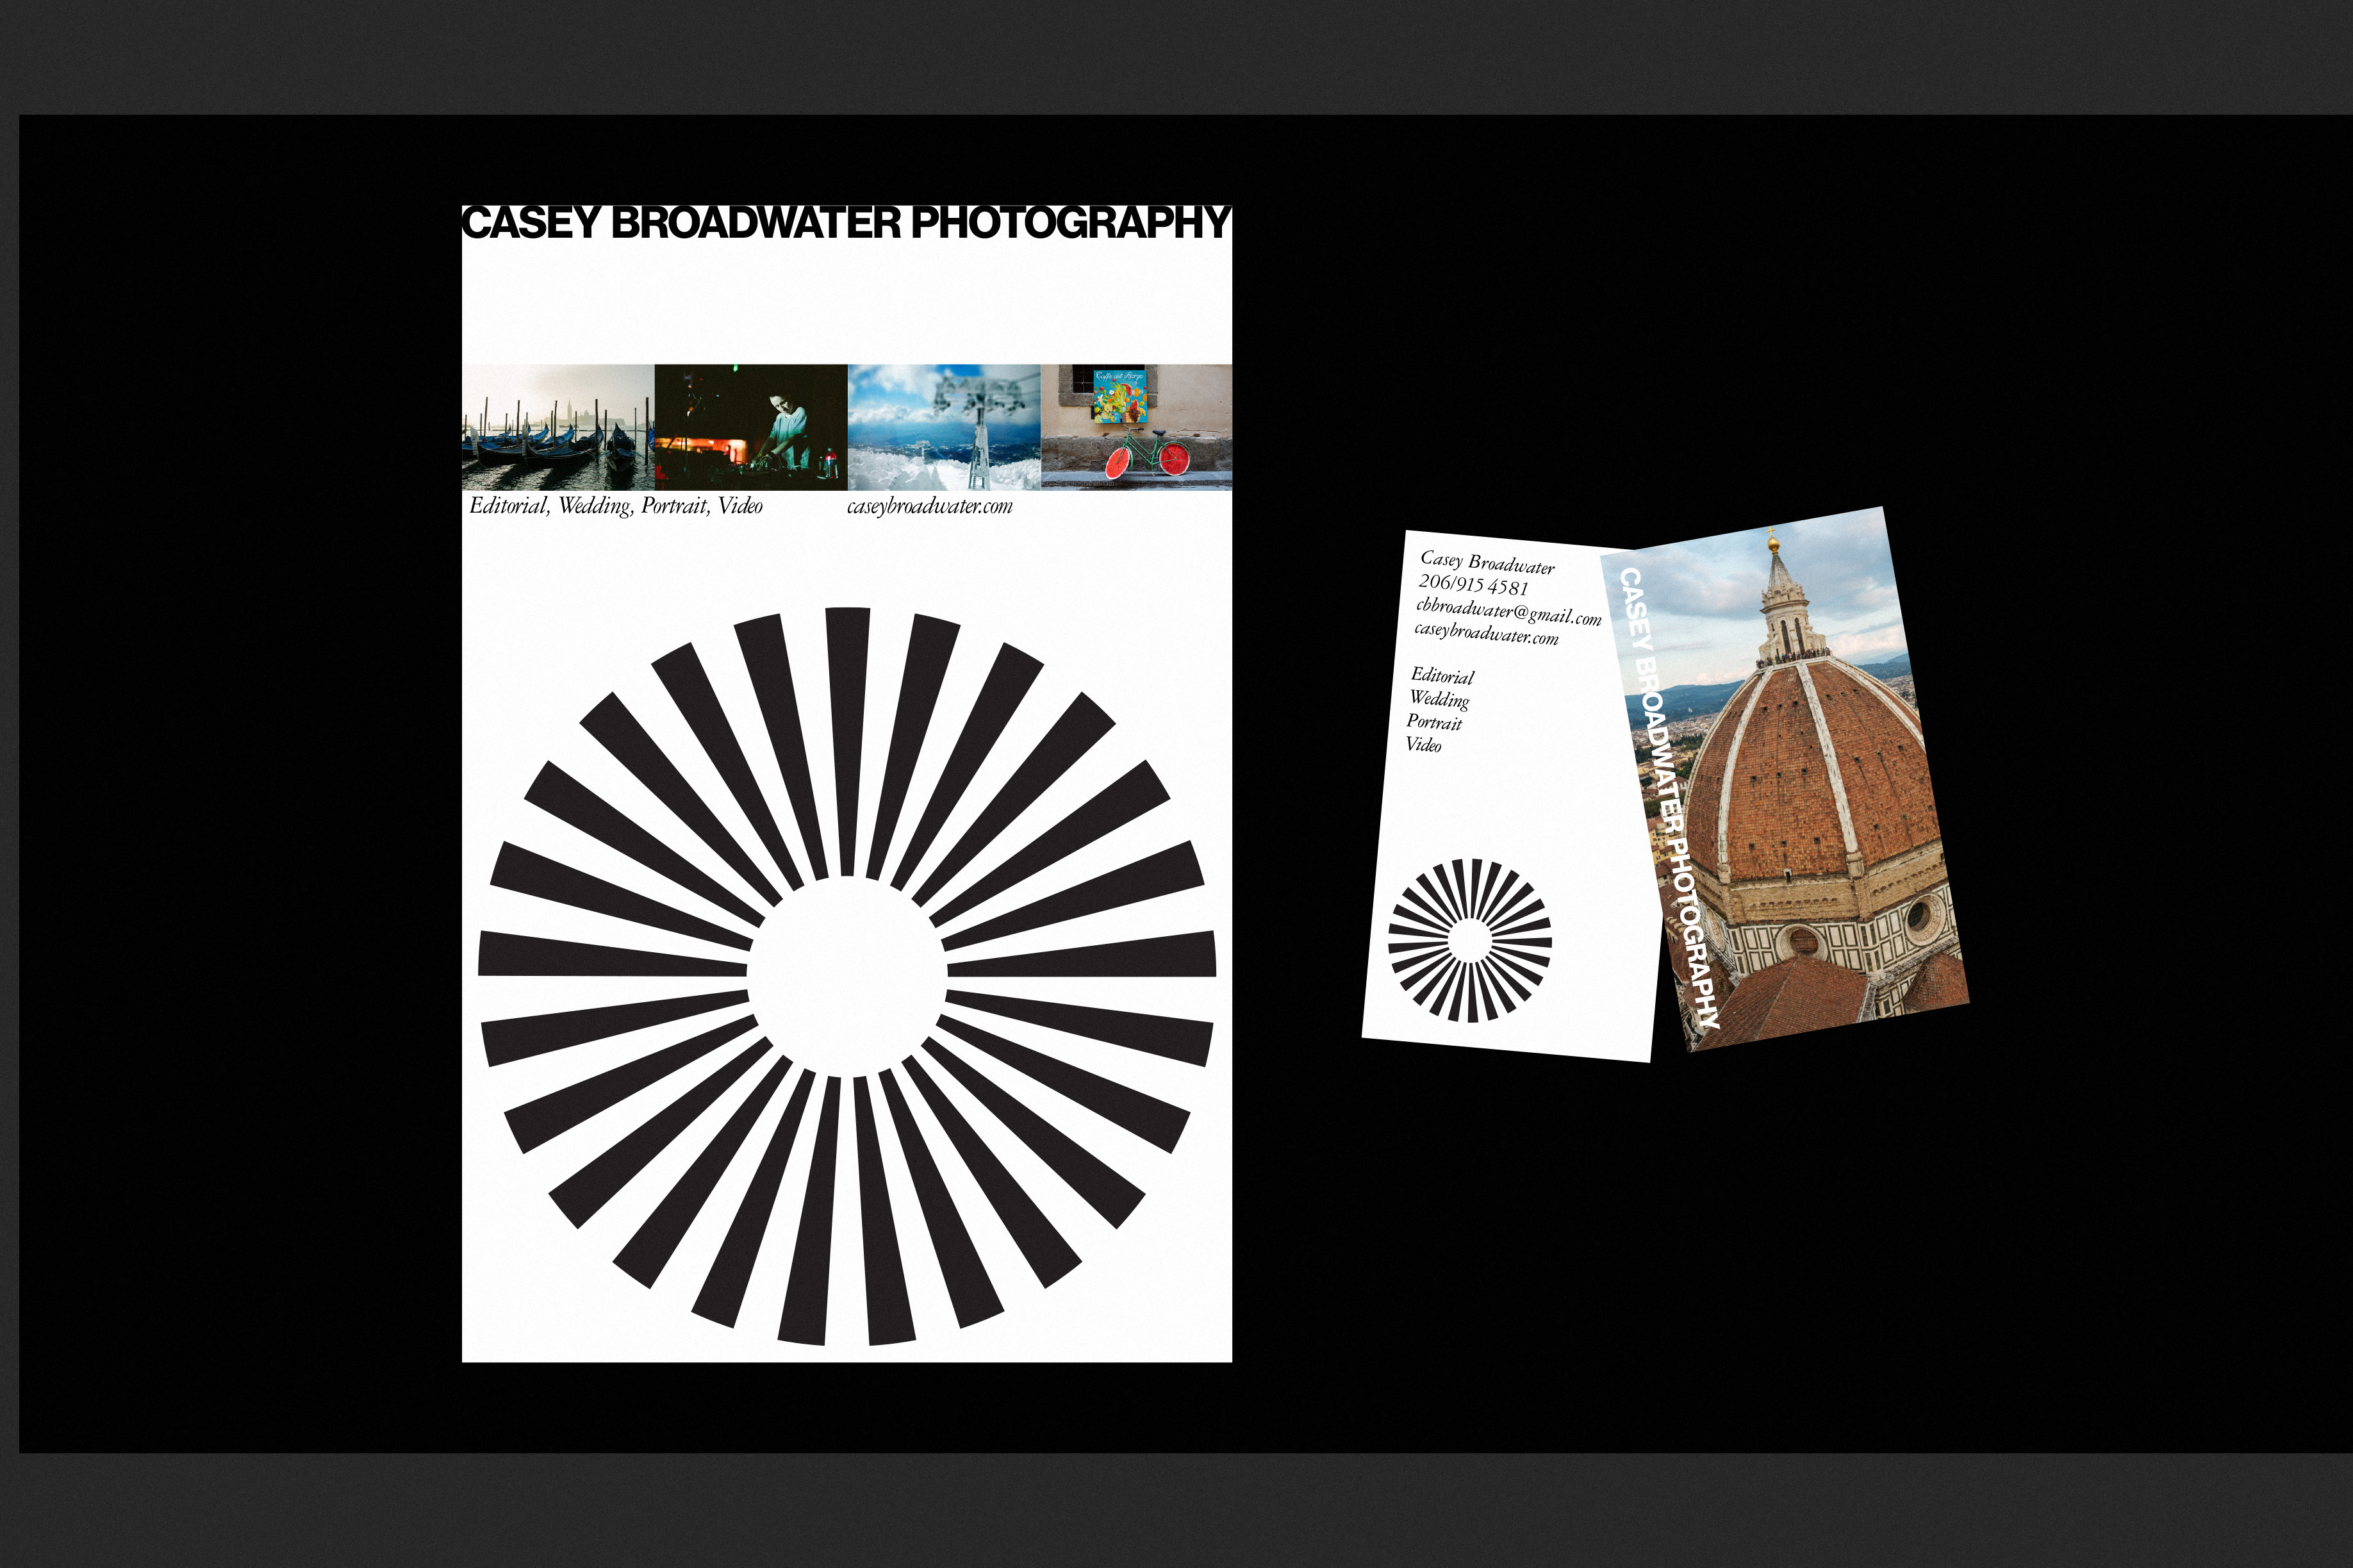 CASEY BROADWATER PHOTOGRAPHY
Editorial, Wedding, Portrait, Video
caseybroadwater.com
Casey Broadwater
206/915 4581
cbbroadwater@gmail.com
caseybroadwater.com
Editorial
Wedding
Portrait
Video
CASEY BROADWATER PHOTOGRAPHY